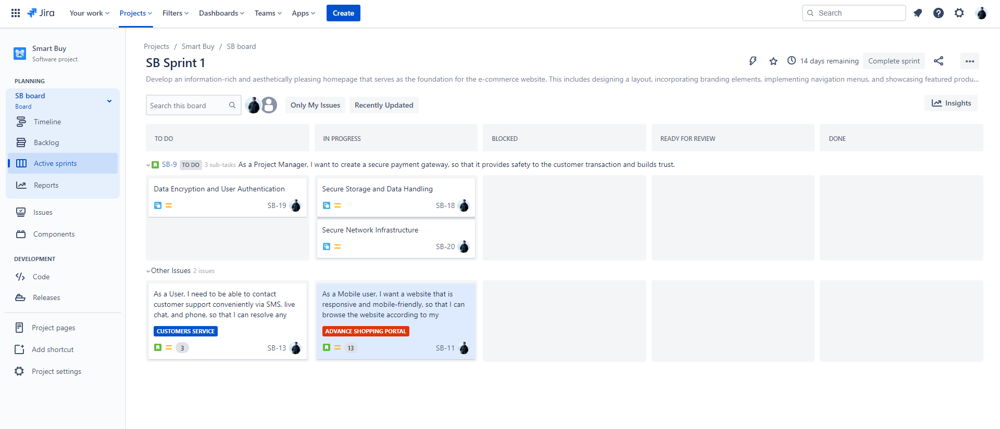 Jira
Your work
Projects
Filters
Dashboards
Teams
Apps
Create
Search
Smart Buy
Software project
PLANNING
SB board
Board
Timeline
Backlog
Active sprints
Reports
Issues
Components
DEVELOPMENT
Code
Releases
Project pages
Add shortcut
Project settings
Projects / Smart Buy / SB board
SB Sprint 1
14 days remaining
Complete sprint
Develop an information-rich and aesthetically pleasing homepage that serves as the foundation for the e-commerce website. This includes designing a layout, incorporating branding elements, implementing navigation menus, and showcasing featured produ...
Search this board
Only My Issues
Recently Updated
Insights
TO DO
IN PROGRESS
BLOCKED
READY FOR REVIEW
DONE
SB-9 TO DO 3 sub-tasks As a Project Manager, I want to create a secure payment gateway, so that it provides safety to the customer transaction and builds trust.
Data Encryption and User Authentication
SB-19
Secure Storage and Data Handling
SB-18
Secure Network Infrastructure
SB-20
Other Issues 2 issues
As a User, I need to be able to contact
customer support conveniently via SMS, live
chat, and phone, so that I can resolve any
CUSTOMERS SERVICE
3
SB-13
As a Mobile user, I want a website that is
responsive and mobile-friendly, so that I can
browse the website according to my
ADVANCE SHOPPING PORTAL
13
SB-11